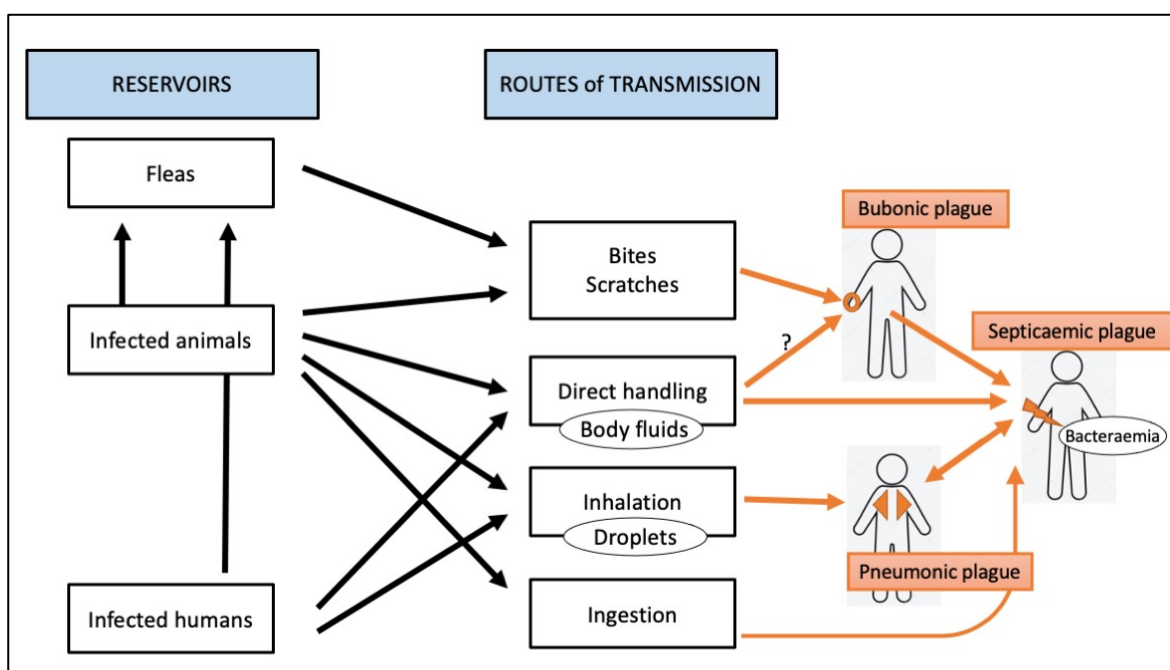 RESERVOIRS
ROUTES of TRANSMISSION
Fleas
Infected animals
Infected humans
Bites
Scratches
Direct handling
Body fluids
Inhalation
Droplets
Ingestion
?
Bubonic plague
Septicaemic plague
Bacteraemia
Pneumonic plague